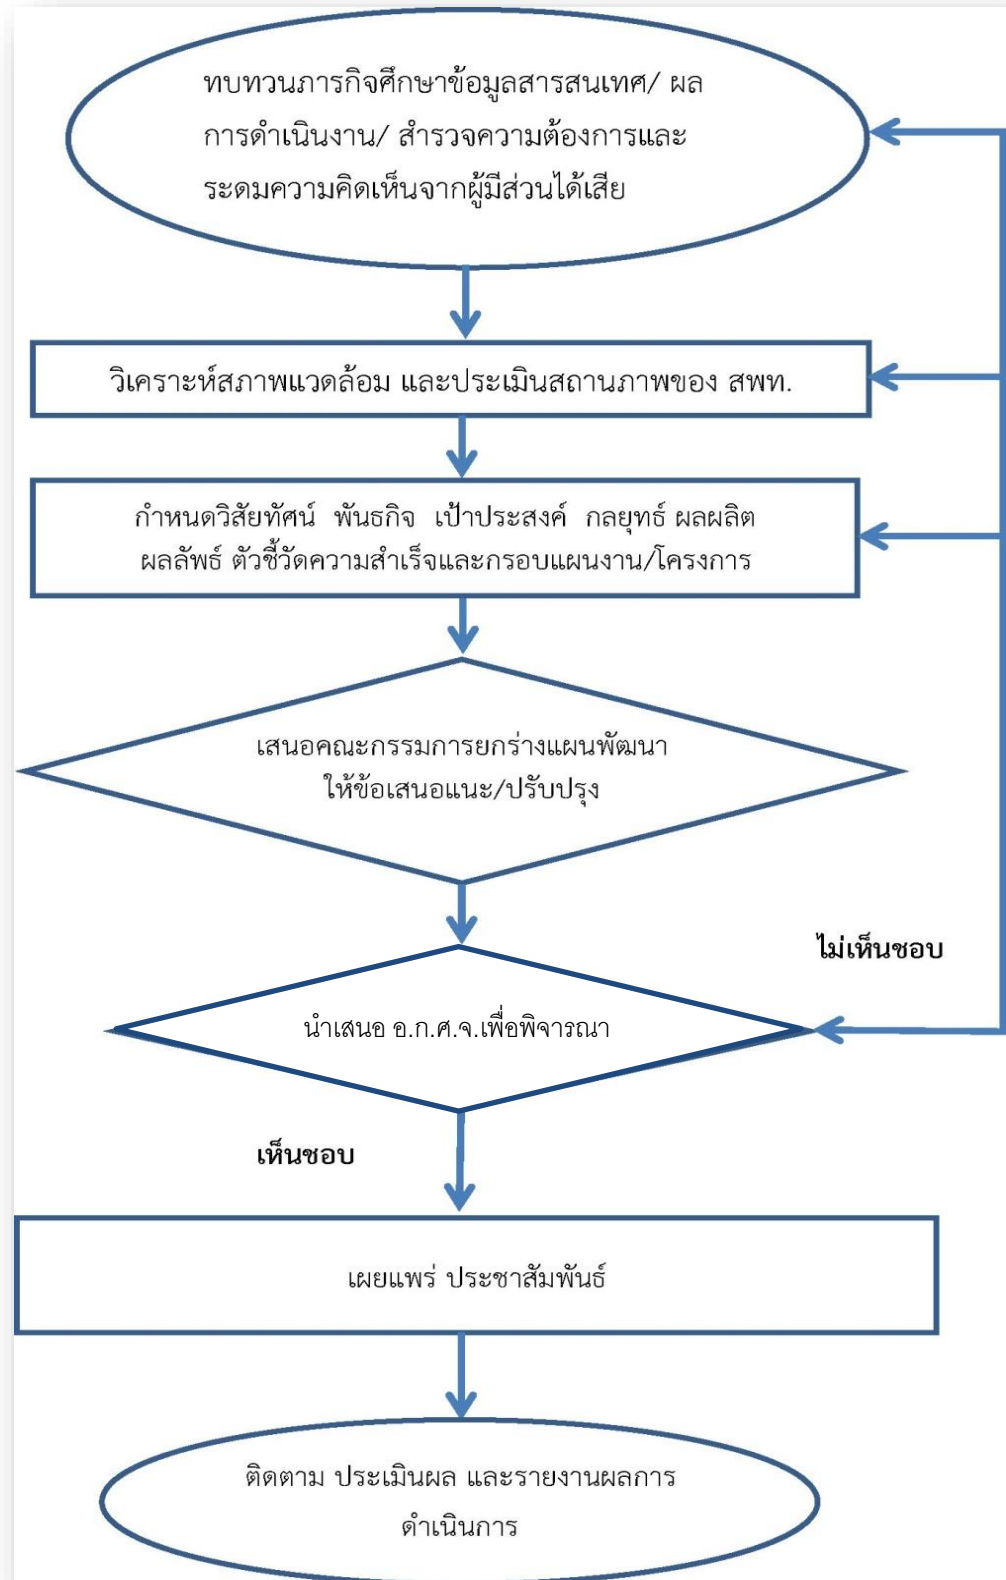 ทบทวนภารกิจศึกษาข้อมูลสารสนเทศ/ ผล
การดำเนินงาน/ สำรวจความต้องการและ
ระดมความคิดเห็นจากผู้มีส่วนได้เสีย
วิเคราะห์สภาพแวดล้อม และประเมินสถานภาพของ สพท.
กำหนดวิสัยทัศน์ พันธกิจ เป้าประสงค์ กลยุทธ์ ผลผลิต
ผลลัพธ์ ตัวชี้วัดความสำเร็จและกรอบแผนงาน/โครงการ
เสนอคณะกรรมการยกร่างแผนพัฒนา
ให้ข้อเสนอแนะ/ปรับปรุง
ไม่เห็นชอบ
นำเสนอ อ.ก.ศ.จ.เพื่อพิจารณา
เห็นชอบ
เผยแพร่ ประชาสัมพันธ์
ติดตาม ประเมินผล และรายงานผลการ
ดำเนินการ